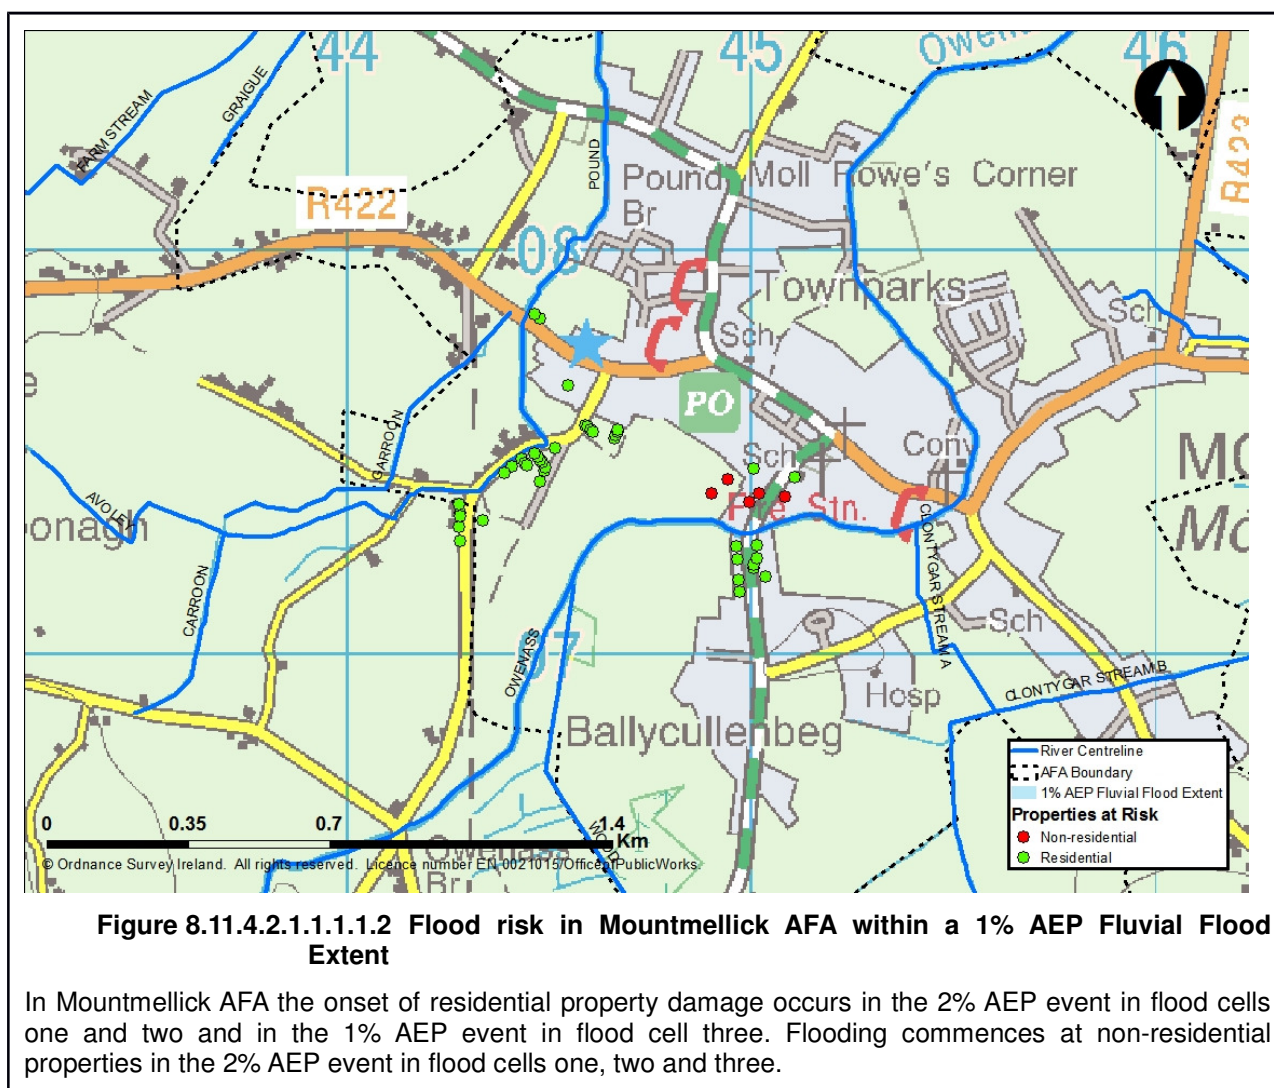 44
45
46
Owen
FARM STREAM
GRAIGUE
POUND
R422
R423
Pound
Br
Moll Rowe's Corner
08
Townparks
Sch
Sch
PO
GARROON
Sch
Conv
AVOLEY
onagh
Fire Stn.
CARROON
CLONTYGAR STREAM A
OWENASS
07
Sch
CLONTYGAR STREAM B
Hosp
Ballycullenbeg
WOOD
Owenass
Br
River Centreline
AFA Boundary
1% AEP Fluvial Flood Extent
Properties at Risk
Non-residential
Residential
0 0.35 0.7 1.4
Km
© Ordnance Survey Ireland. All rights reserved. Licence number EN 0021015/OfficeofPublicWorks
Figure 8.11.4.2.1.1.1.1.2 Flood risk in Mountmellick AFA within a 1% AEP Fluvial Flood
Extent
In Mountmellick AFA the onset of residential property damage occurs in the 2% AEP event in flood cells
one and two and in the 1% AEP event in flood cell three. Flooding commences at non-residential
properties in the 2% AEP event in flood cells one, two and three.